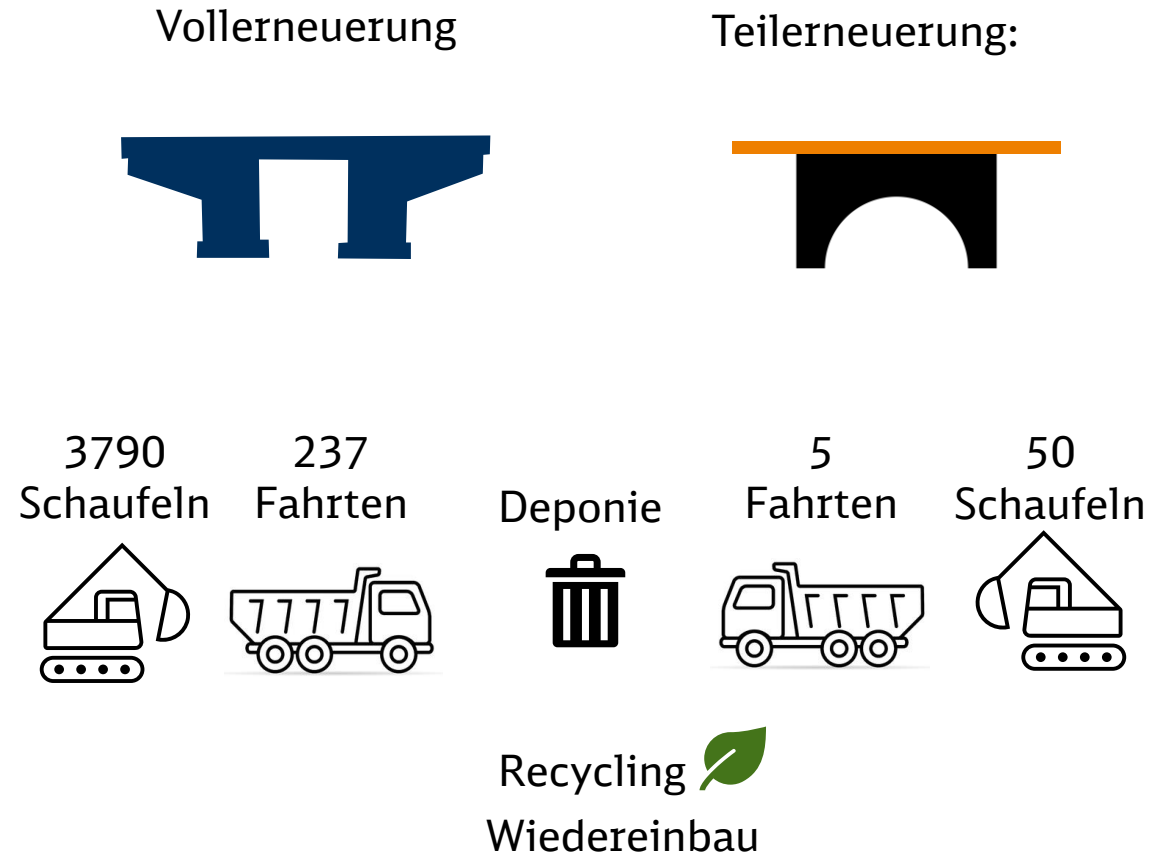 Vollerneuerung
Teilerneuerung:
3790
Schaufeln
237
Fahrten
Deponie
5
Fahrten
50
Schaufeln
Recycling
Wiedereinbau